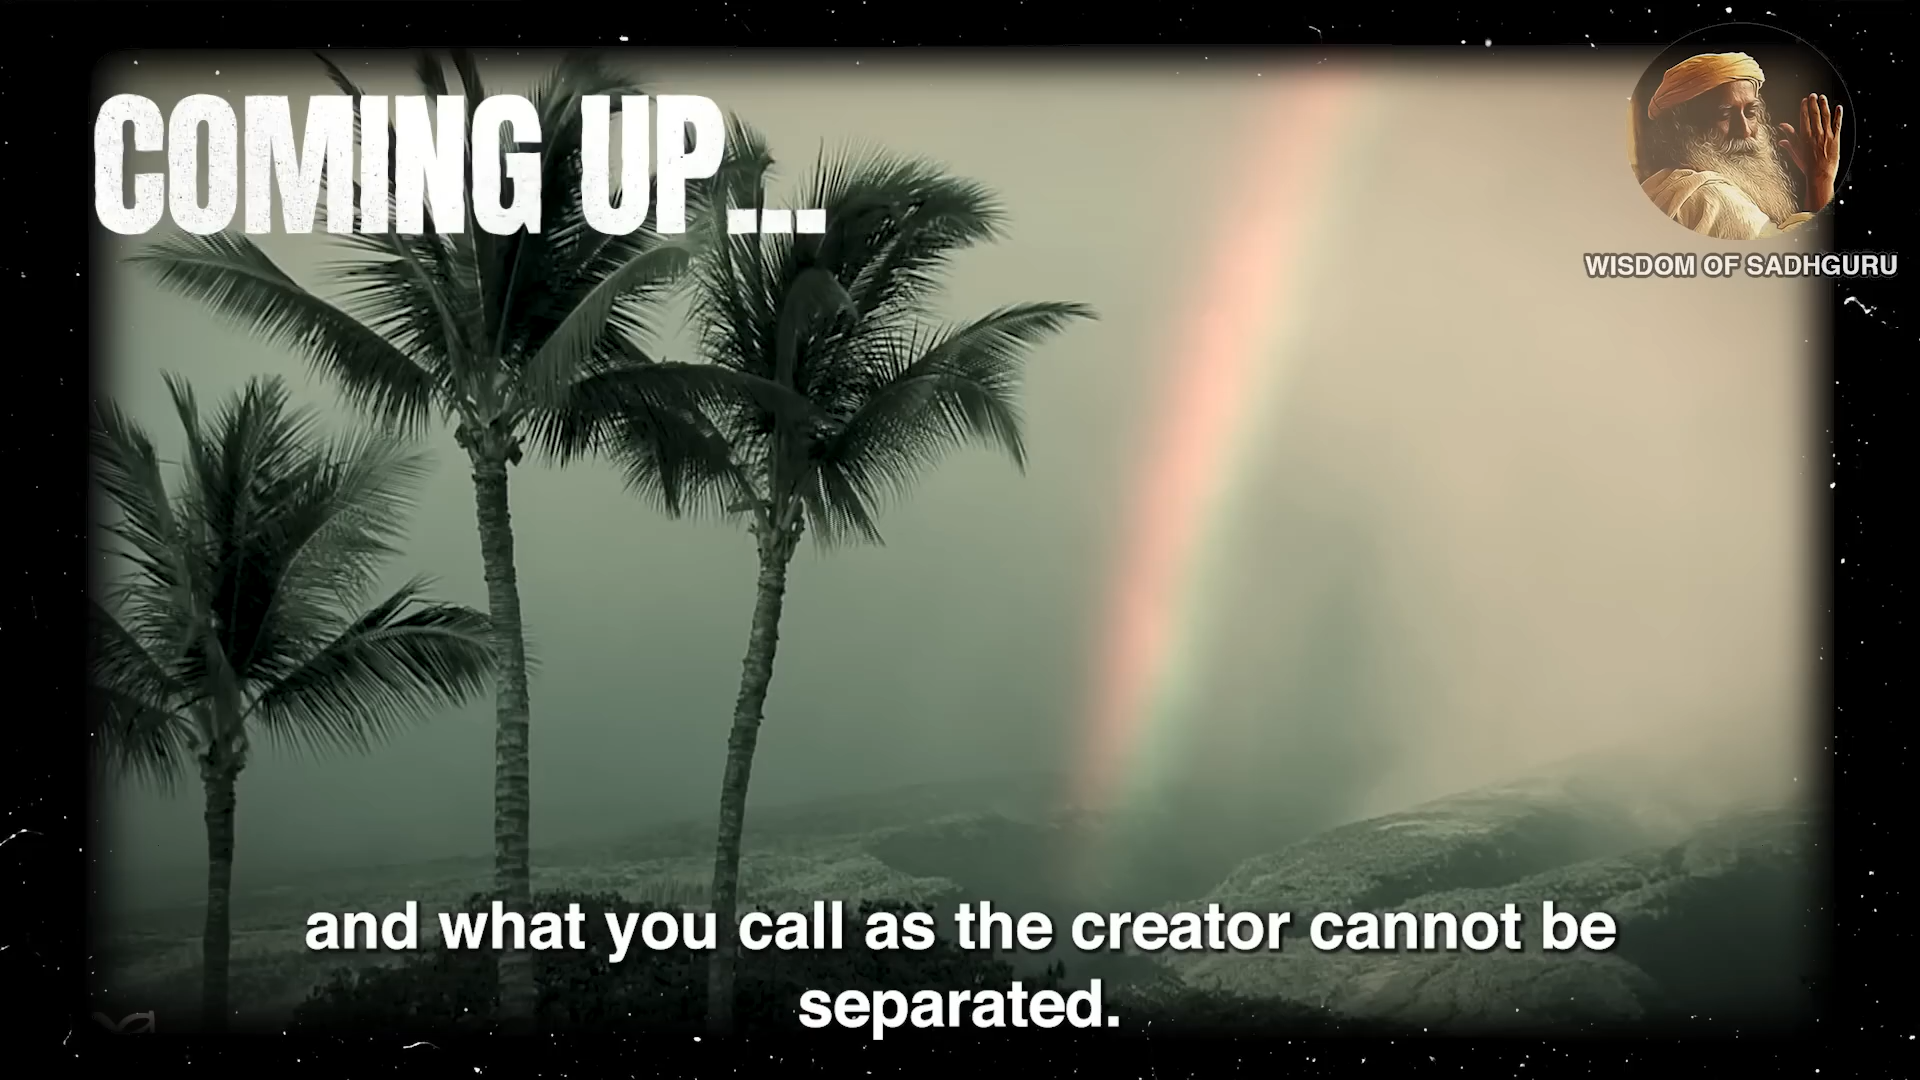 COMING UP...
WISDOM OF SADHGURU
and what you call as the creator cannot be
separated.